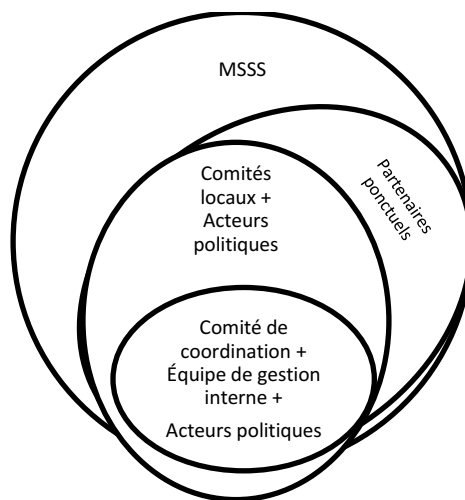 MSSS
Partenaires
ponctuels
Comités
locaux +
Acteurs
politiques
Comité de
coordination +
Équipe de gestion
interne +
Acteurs politiques